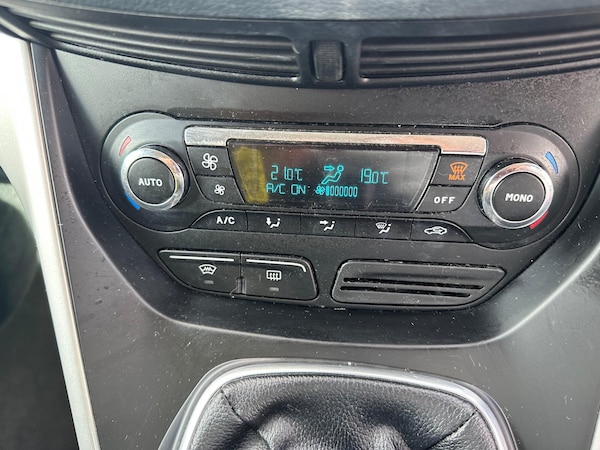 21.0°C 19.0°C
A/C ON
AUTO
MAX
OFF
MONO
A/C